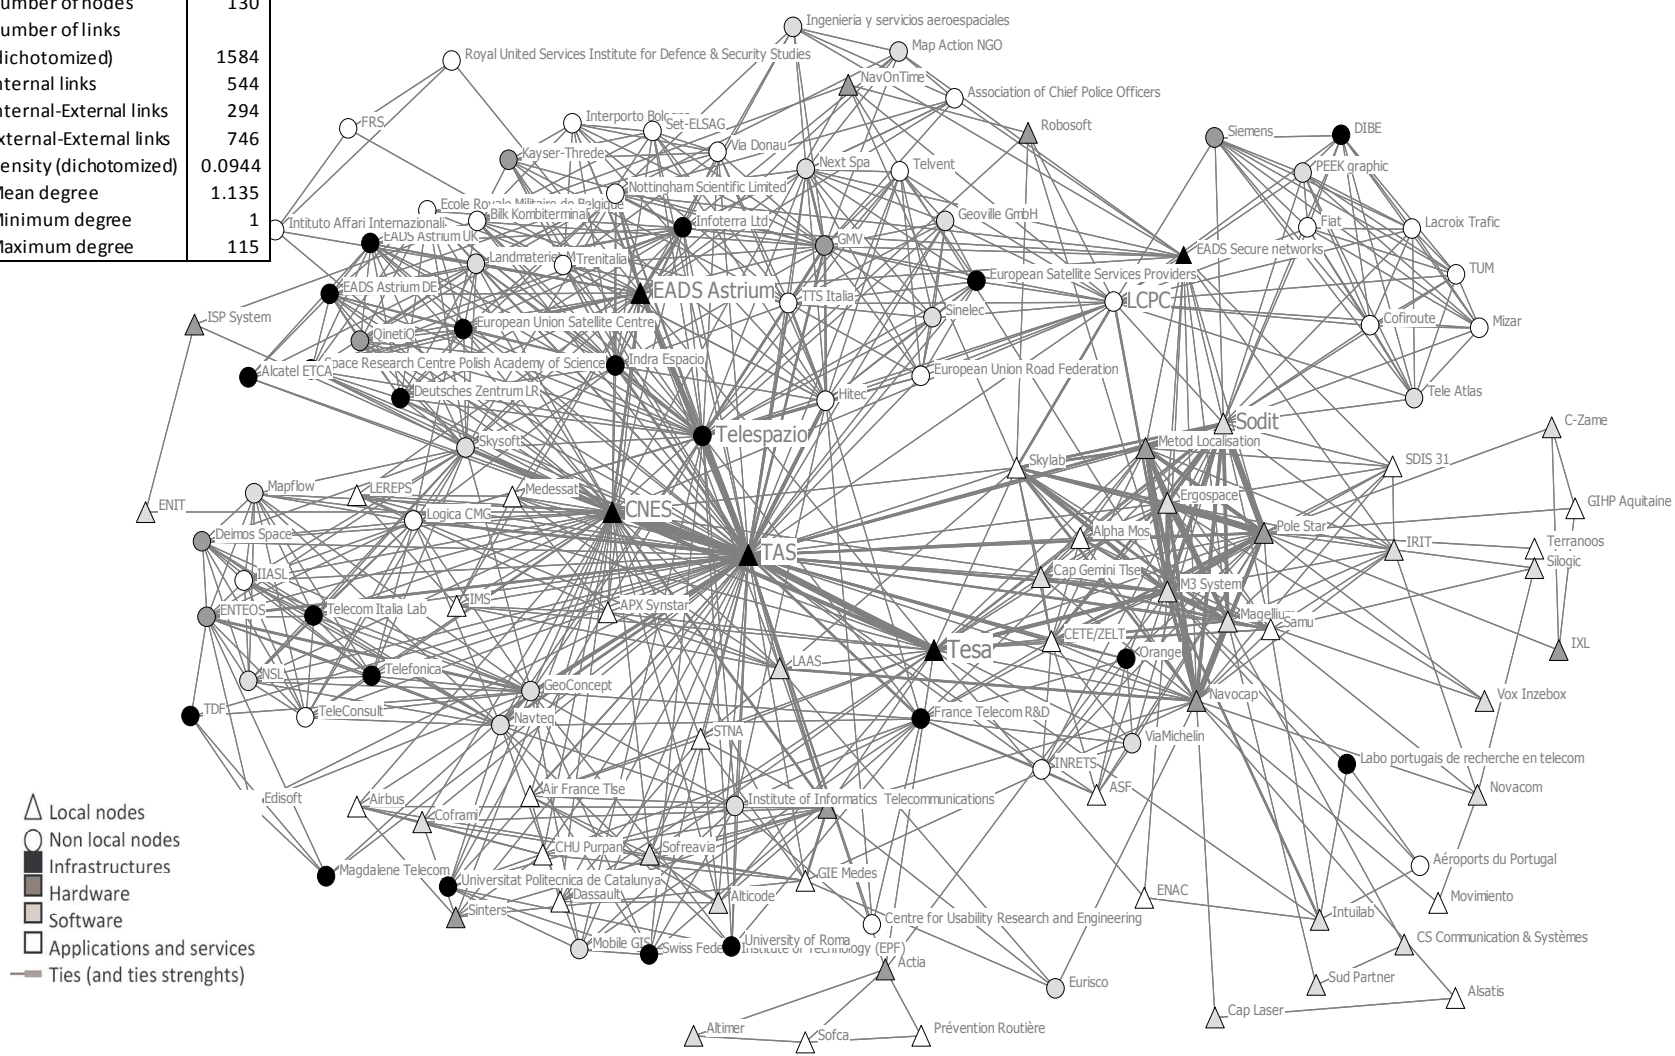 umber of nodes 130
umber of links
dichotomized) 1584
nternal links 544
nternal-External links 294
xternal-External links 746
ensity (dichotomized) 0.0944
Mean degree 1.135
Minimum degree 1
Maximum degree 115
Ingenieria y servicios aeroespaciales
Map Action NGO
Royal United Services Institute for Defence & Security Studies
NavOnTime
Association of Chief Police Officers
FRS
Interporto
Set-ELSAG
Robosoft
Siemens
DIBE
Kayser-Threde
Via Donau
Next Spa
Telvent
PEEK graphic
Nottingham Scientific Limited
Ecole Royale Militaire de Belgique
Bilk Kombiterminal
Intituto Affari Internazionali
Infoterra Ltd
Geoville GmbH
Fiat
Lacroix Trafic
EADS Astrium UK
GMV
EADS Secure networks
Landmateriet
Trenitalia
European Satellite Services Providers
TUM
EADS Astrium DE
EADS Astrium
TTS Italia
LCPC
ISP System
QinetiQ
European Union Satellite Centre
Sinelec
Cofiroute
Mizar
Alcatel ETCA
pace Research Centre Polish Academy of Science
Indra Espacio
European Union Road Federation
Deutsches Zentrum LR
Hitec
Tele Atlas
Skysoft
Telespazio
Sodit
C-Zame
Metod Localisation
Skylab
SDIS 31
Mapflow
LEREPS
Medessat
Ergospace
ENIT
Logica CMG
CNES
GIHP Aquitaine
Deimos Space
Alpha Mos
Pole Star
IRIT
Terranoos
TAS
Silogic
IIASL
Cap Gemini Tlse
M3 System
ENTEOS
Telecom Italia Lab
IMS
APX Synstar
Magellium
Samu
Tesa
CETE/ZELT
Orange
IXL
NSL
Telefonica
LAAS
GeoConcept
Navocap
Vox Inzebox
TDF
TeleConsult
Navteq
France Telecom R&D
STNA
ViaMichelin
INRETS
Labo portugais de recherche en telecom
Edisoft
Airbus
Air France Tlse
Institute of Informatics Telecommunications
ASF
Novacom
Coframi
CHU Purpan
Sofreavia
Aéroports du Portugal
Magdalene Telecom
Universitat Politecnica de Catalunya
GIE Medes
Dassault
Alticode
ENAC
Movimiento
Sinters
Centre for Usability Research and Engineering
Intuilab
Mobile GIS
Swiss Fede Institute of Technology (EPF)
University of Roma
CS Communication & Systèmes
Actia
Eurisco
Sud Partner
Alsatis
Cap Laser
Altimer
Sofca
Prévention Routière
Local nodes
Non local nodes
Infrastructures
Hardware
Software
Applications and services
Ties (and ties strenghts)